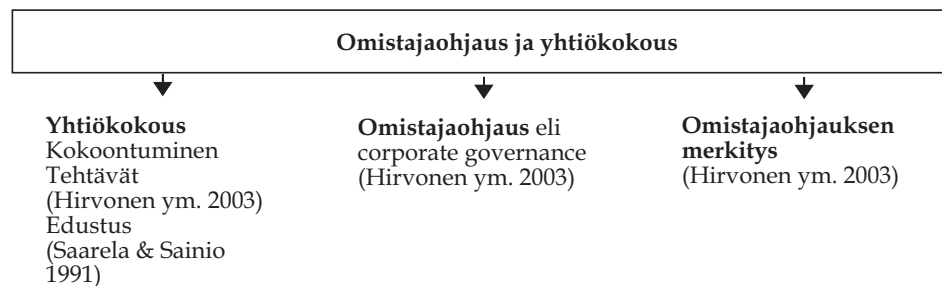 Omistajaohjaus ja yhtiökokous
Yhtiökokous
Kokoontuminen
Tehtävät
(Hirvonen ym. 2003)
Edustus
(Saarela & Sainio
1991)
Omistajaohjaus eli
corporate governance
(Hirvonen ym. 2003)
Omistajaohjauksen
merkitys
(Hirvonen ym. 2003)